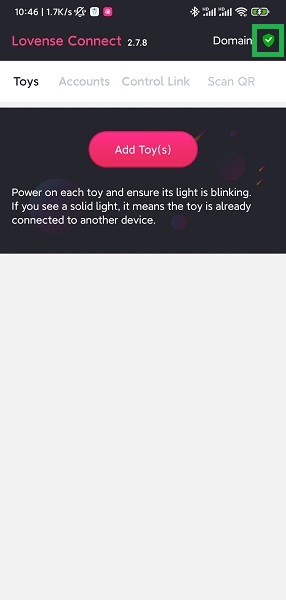 10:46 | 1.7K/s
Lovense Connect 2.7.8 Domain
Toys Accounts Control Link Scan QR
Add Toy(s)
Power on each toy and ensure its light is blinking.
If you see a solid light, it means the toy is already
connected to another device.